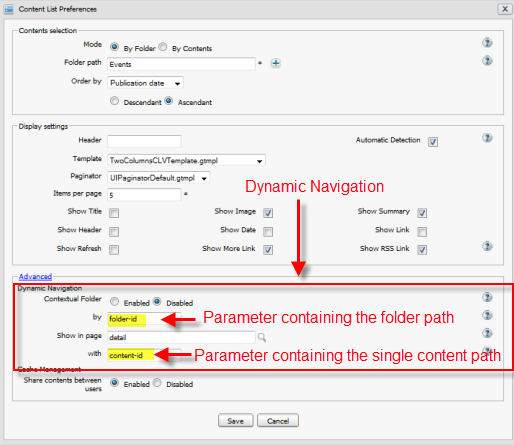 Content List Preferences
Contents selection
Mode By Folder By Contents
Folder path Events *
Order by Publication date
Descendant Ascendant
Display settings
Header Automatic Detection
Template TwoColumnsCLVTemplate.gtmpl
Paginator UIPaginatorDefault.gtmpl
Items per page 5 *
Dynamic Navigation
Show Title Show Image Show Summary
Show Header Show Date Show Link
Show Refresh Show More Link Show RSS Link
Advanced
Dynamic Navigation
Contextual Folder Enabled Disabled
by folder-id Parameter containing the folder path
Show in page detail
with content-id Parameter containing the single content path
Cache Management
Share contents between users Enabled Disabled
Save Cancel